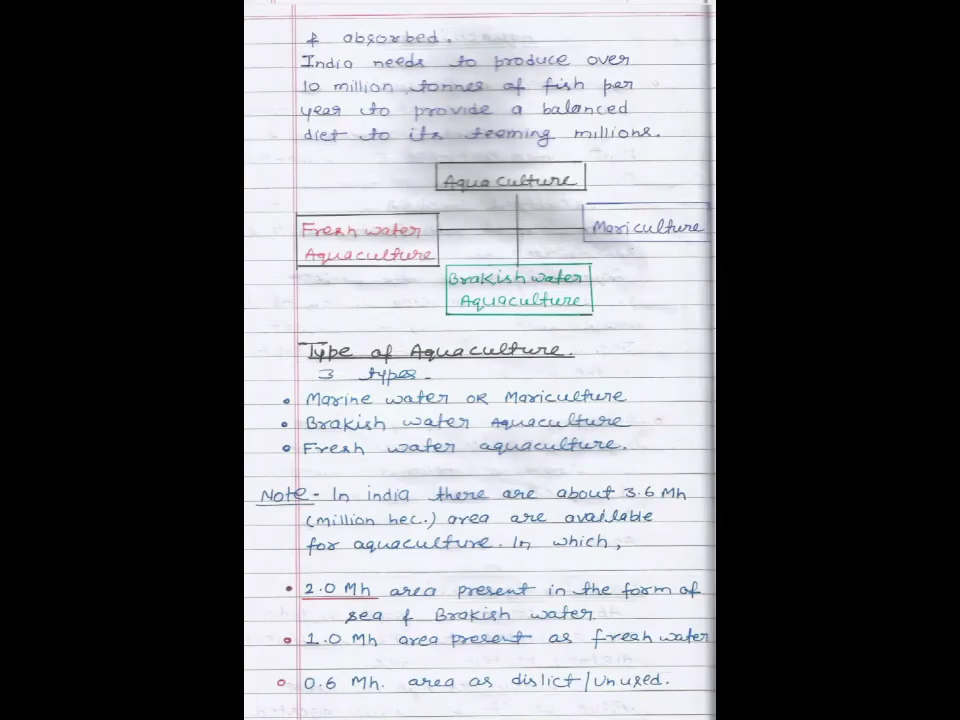 & absorbed.
India needs to produce over
10 million tonnes of fish per
year to provide a balanced
diet to its teeming millions.
Aquaculture
Fresh water
Aquaculture
Mariculture
Brakish water
Aquaculture
Type of Aquaculture.
3 types.
• Marine water OR Mariculture
• Brakish water Aquaculture
• Fresh water aquaculture.
Note - In india there are about 3.6 Mh
(million hec.) area are available
for aquaculture. In which,
• 2.0 Mh area present in the form of
sea & Brakish water.
• 1.0 Mh area present as fresh water
• 0.6 Mh. area as dislict/unused.